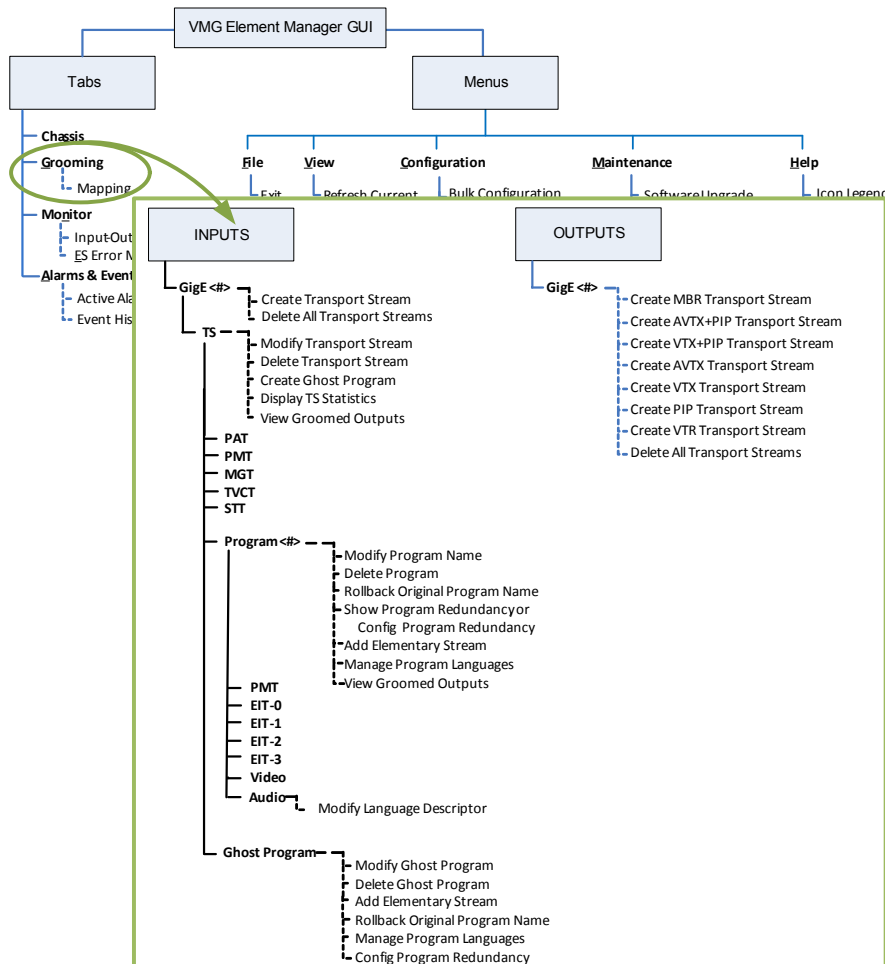 VMG Element Manager GUI
Tabs
Menus
Chassis
Grooming
Mapping
Monitor
Input-Out
ES Error M
Alarms & Event
Active Ala
Event His
File
Exit
View
Refresh Current
Configuration
Bulk Configuration
Maintenance
Software Upgrade
Help
Icon Legend
INPUTS
GigE <#>
Create Transport Stream
Delete All Transport Streams
TS
Modify Transport Stream
Delete Transport Stream
Create Ghost Program
Display TS Statistics
View Groomed Outputs
PAT
PMT
MGT
TVCT
STT
Program <#>
Modify Program Name
Delete Program
Rollback Original Program Name
Show Program Redundancy or
Config Program Redundancy
Add Elementary Stream
Manage Program Languages
View Groomed Outputs
PMT
EIT-0
EIT-1
EIT-2
EIT-3
Video
Audio
Modify Language Descriptor
Ghost Program
Modify Ghost Program
Delete Ghost Program
Add Elementary Stream
Rollback Original Program Name
Manage Program Languages
Config Program Redundancy
OUTPUTS
GigE <#>
Create MBR Transport Stream
Create AVTX+PIP Transport Stream
Create VTX+PIP Transport Stream
Create AVTX Transport Stream
Create VTX Transport Stream
Create PIP Transport Stream
Create VTR Transport Stream
Delete All Transport Streams